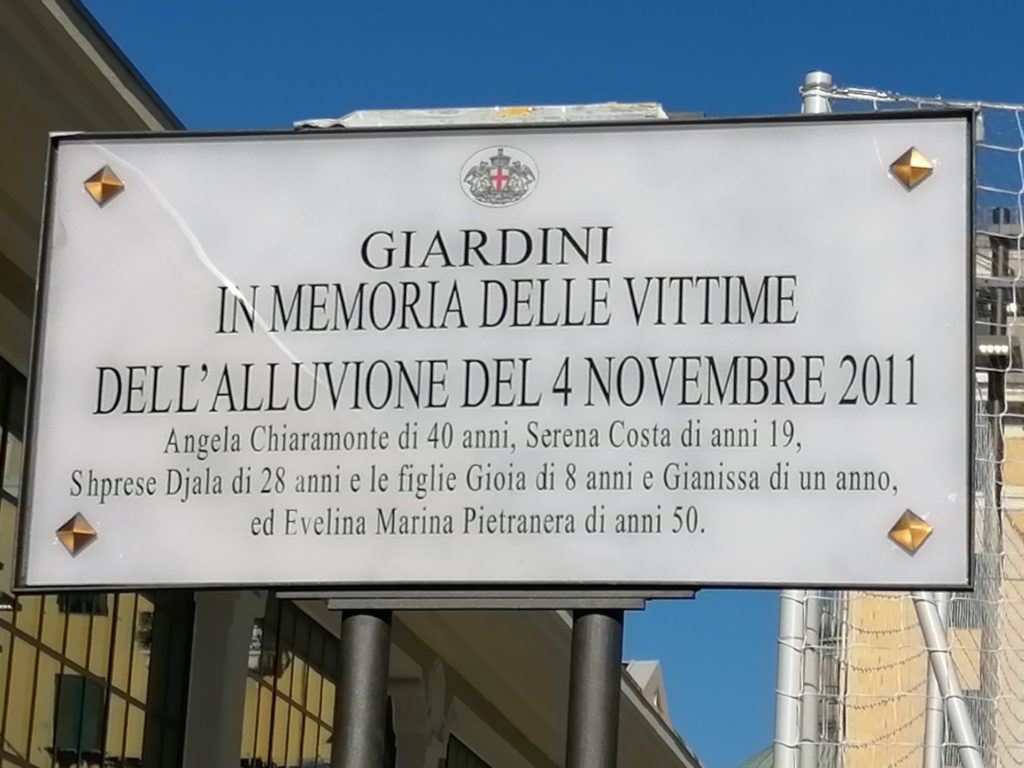 GIARDINI
IN MEMORIA DELLE VITTIME
DELL'ALLUVIONE DEL 4 NOVEMBRE 2011
Angela Chiaramonte di 40 anni, Serena Costa di anni 19,
Shprese Djala di 28 anni e le figlie Gioia di 8 anni e Gianissa di un anno,
ed Evelina Marina Pietranera di anni 50.